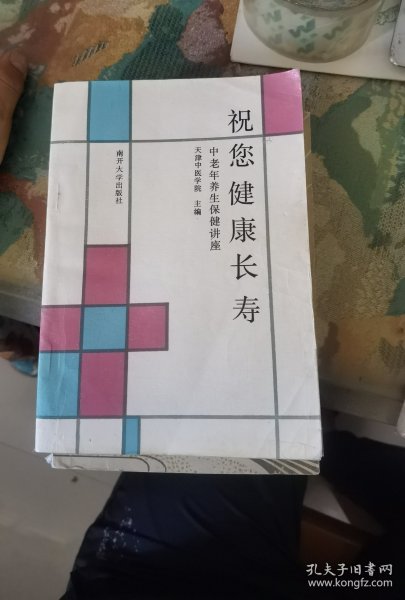 祝您健康长寿
中老年养生保健讲座
天津中医学院 主编
南开大学出版社
孔夫子旧书网
www.kongfz.com